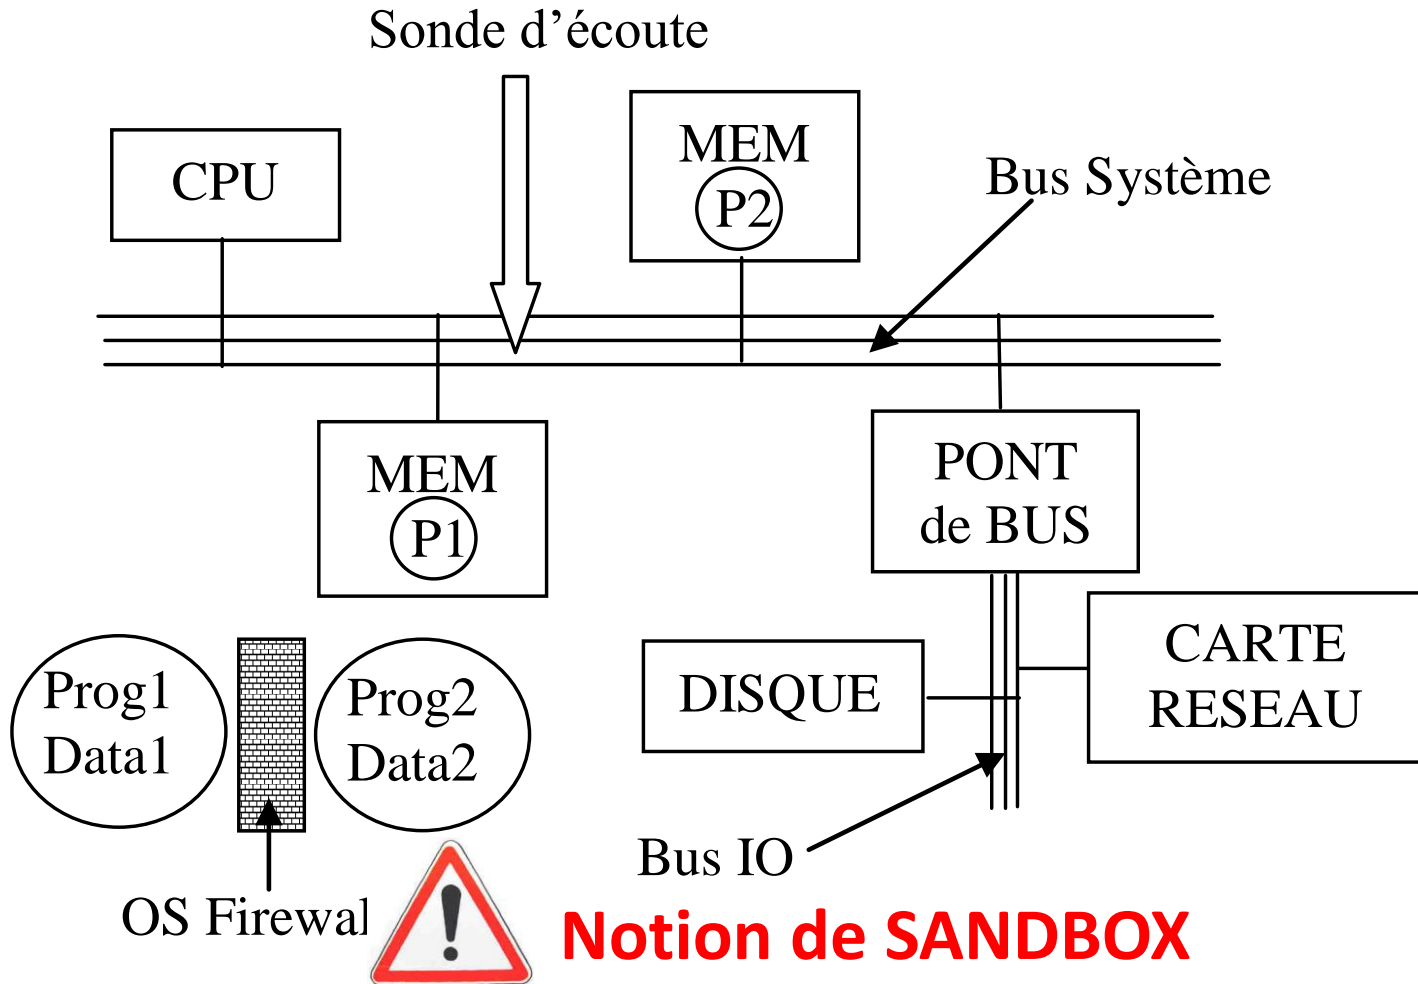 Sonde d'écoute
CPU
MEM
P2
Bus Système
MEM
P1
PONT
de BUS
Prog1
Data1
Prog2
Data2
DISQUE
CARTE
RESEAU
Bus IO
OS Firewal
Notion de SANDBOX